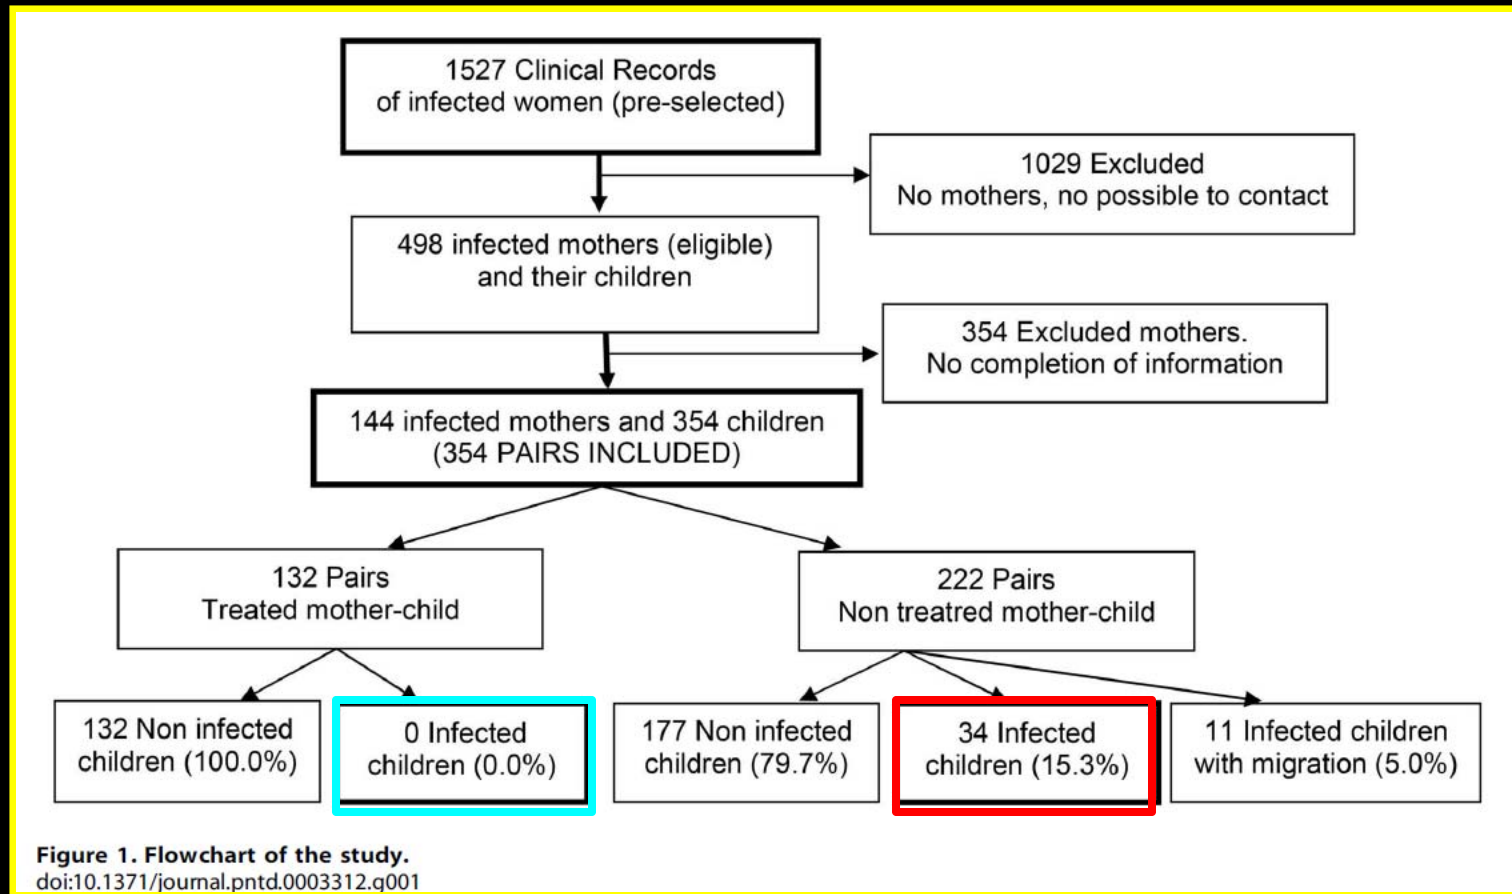 1527 Clinical Records
of infected women (pre-selected)
1029 Excluded
No mothers, no possible to contact
498 infected mothers (eligible)
and their children
354 Excluded mothers.
No completion of information
144 infected mothers and 354 children
(354 PAIRS INCLUDED)
132 Pairs
Treated mother-child
222 Pairs
Non treatred mother-child
132 Non infected
children (100.0%)
0 Infected
children (0.0%)
177 Non infected
children (79.7%)
34 Infected
children (15.3%)
11 Infected children
with migration (5.0%)
Figure 1. Flowchart of the study.
doi:10.1371/journal.pntd.0003312.g001